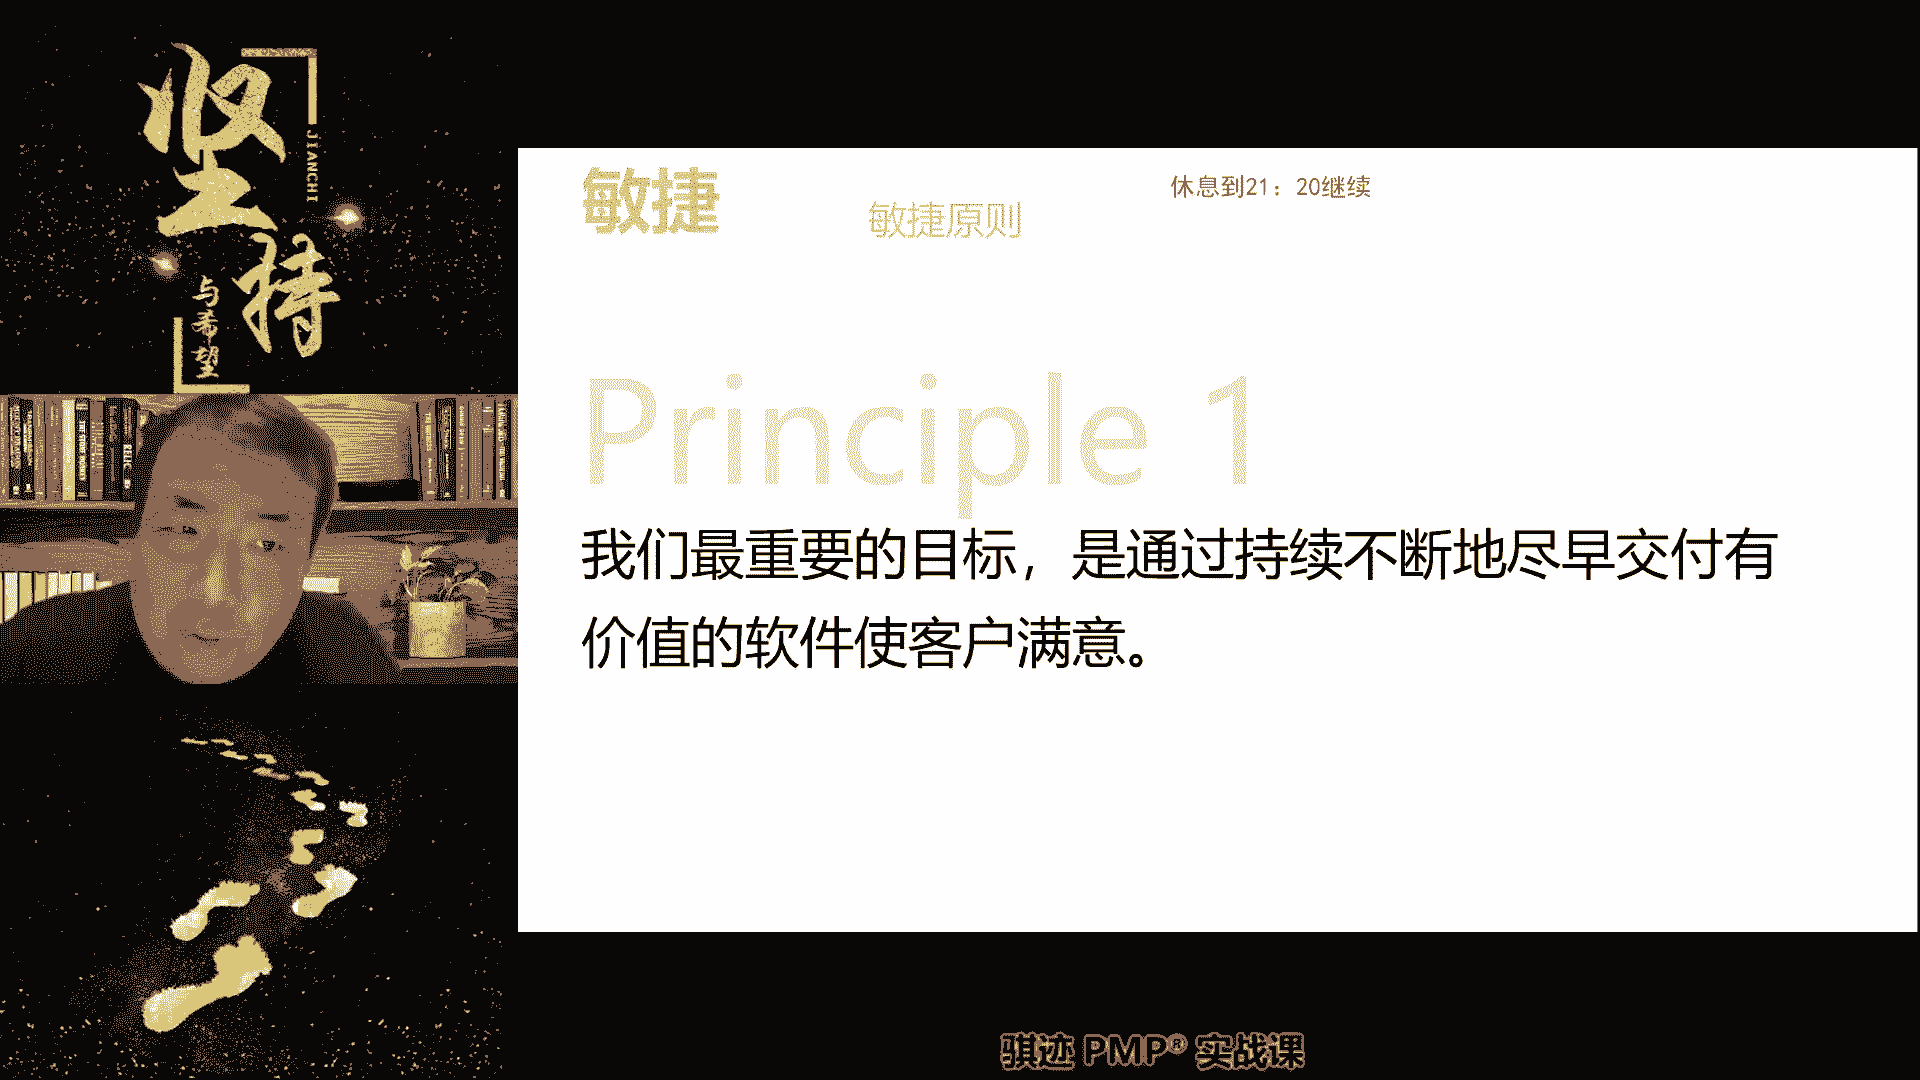 坚持
JIANCHI
与希望
敏捷
敏捷原则
休息到21：20继续
Principle 1
我们最重要的目标，是通过持续不断地尽早交付有
价值的软件使客户满意。
骐迹 PMP® 实战课